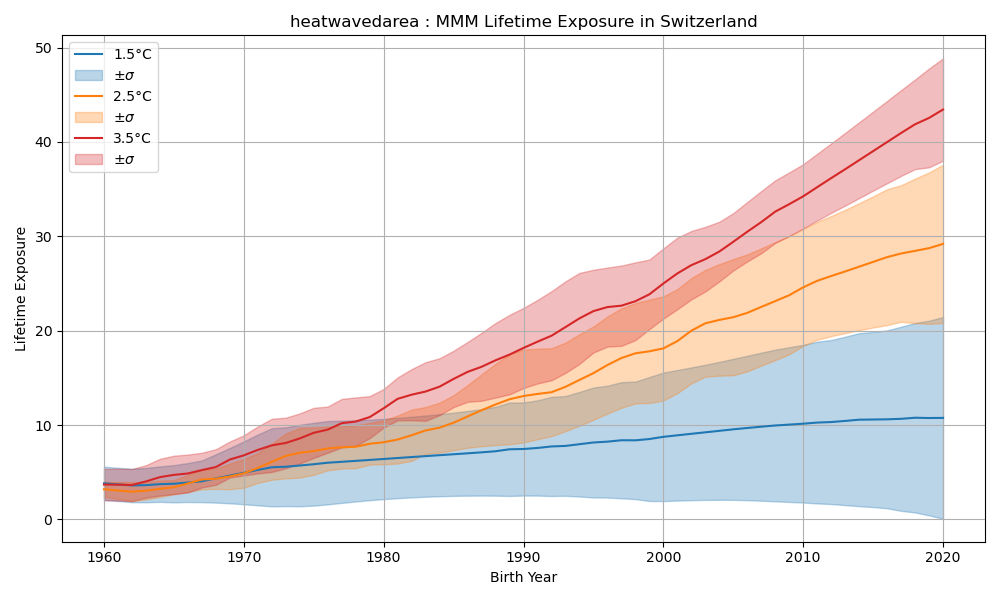 heatwavedarea : MMM Lifetime Exposure in Switzerland
1.5°C
±σ
2.5°C
±σ
3.5°C
±σ
50
40
30
20
10
0
Lifetime Exposure
1960 1970 1980 1990 2000 2010 2020
Birth Year